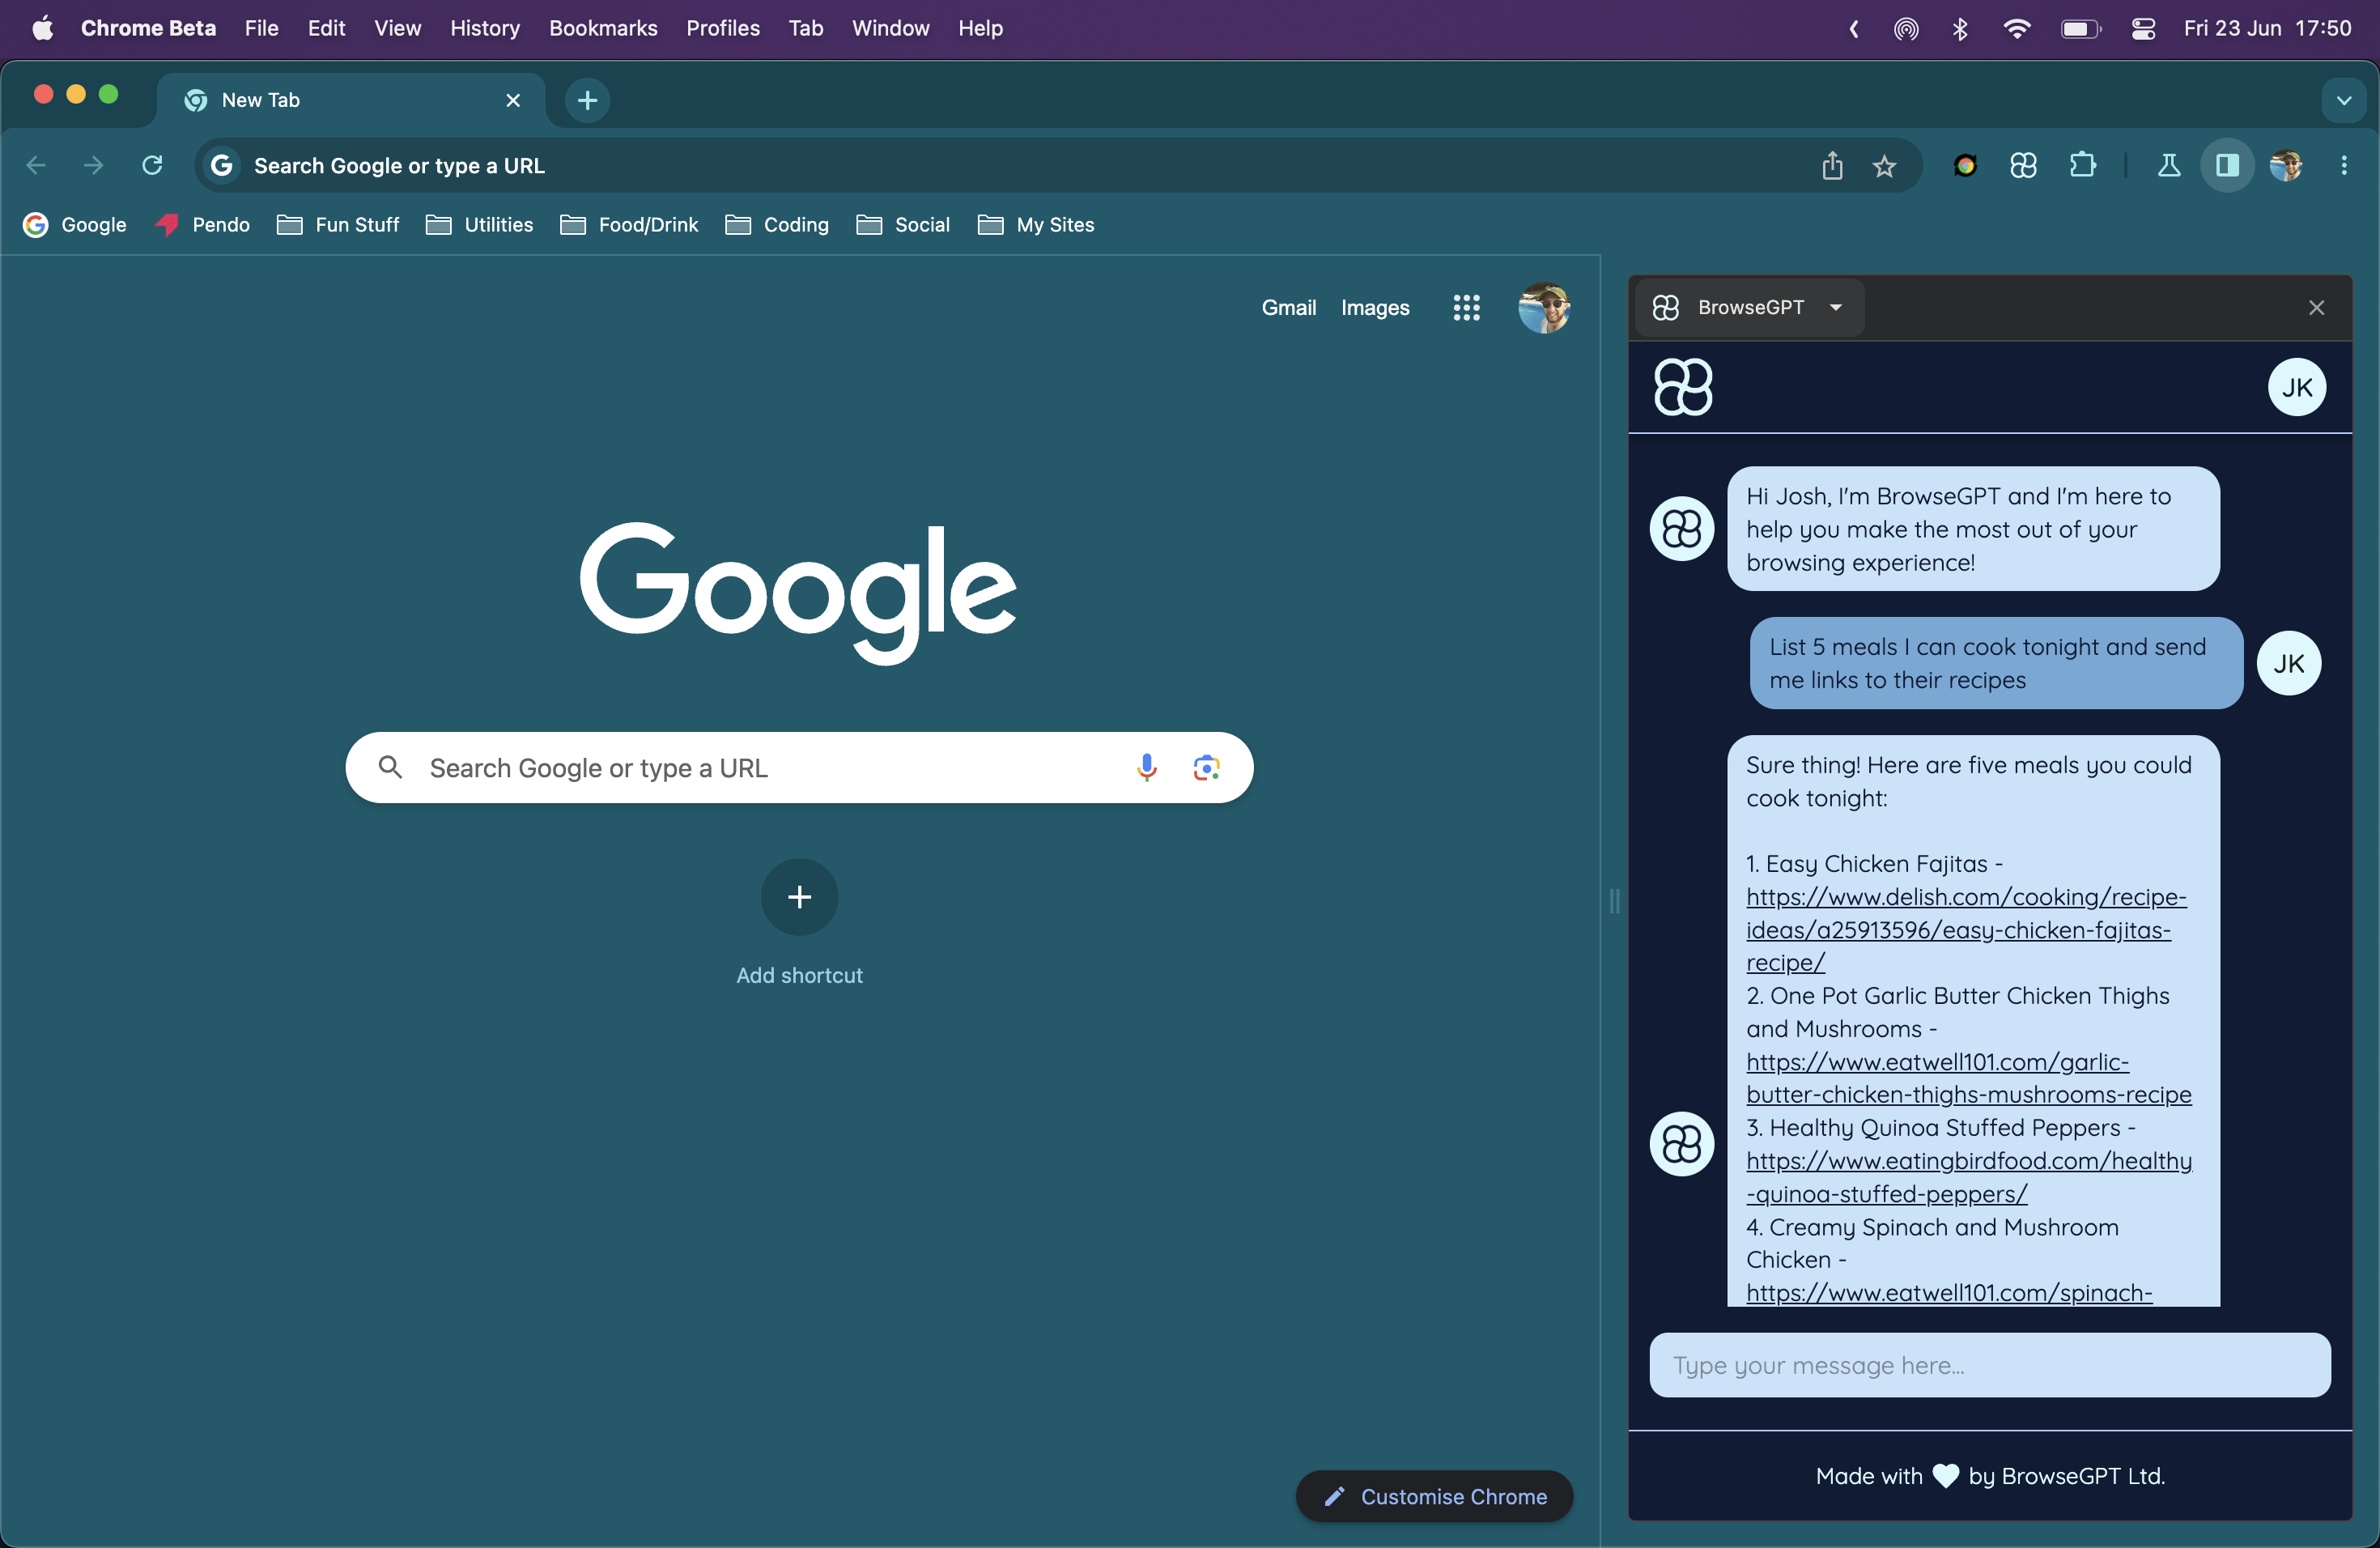 Chrome Beta File Edit View History Bookmarks Profiles Tab Window Help Fri 23 Jun 17:50
New Tab
Search Google or type a URL
Google Pendo Fun Stuff Utilities Food/Drink Coding Social My Sites
Gmail Images
Google
Search Google or type a URL
Add shortcut
Customise Chrome
BrowseGPT
JK
Hi Josh, I'm BrowseGPT and I'm here to
help you make the most out of your
browsing experience!
List 5 meals I can cook tonight and send
me links to their recipes
JK
Sure thing! Here are five meals you could
cook tonight:
1. Easy Chicken Fajitas -
https://www.delish.com/cooking/recipe-
ideas/a25913596/easy-chicken-fajitas-
recipe/
2. One Pot Garlic Butter Chicken Thighs
and Mushrooms -
https://www.eatwell101.com/garlic-
butter-chicken-thighs-mushrooms-recipe
3. Healthy Quinoa Stuffed Peppers -
https://www.eatingbirdfood.com/healthy
-quinoa-stuffed-peppers/
4. Creamy Spinach and Mushroom
Chicken -
https://www.eatwell101.com/spinach-
Type your message here...
Made with by BrowseGPT Ltd.